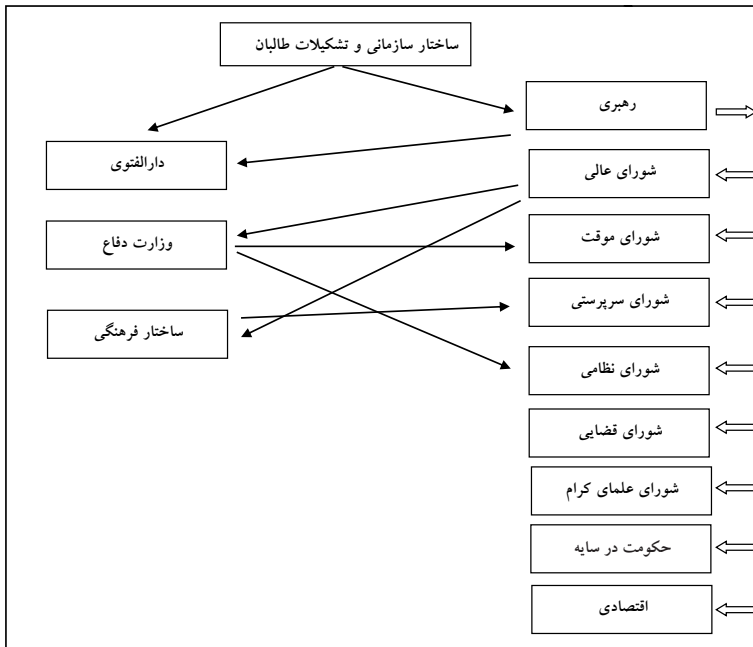 ساختار سازمانی و تشکیلات طالبان
رهبری
دارالفتوی
شورای عالی
وزارت دفاع
شورای موقت
شورای سرپرستی
ساختار فرهنگی
شورای نظامی
شورای قضایی
شورای علمای کرام
حکومت در سایه
اقتصادی